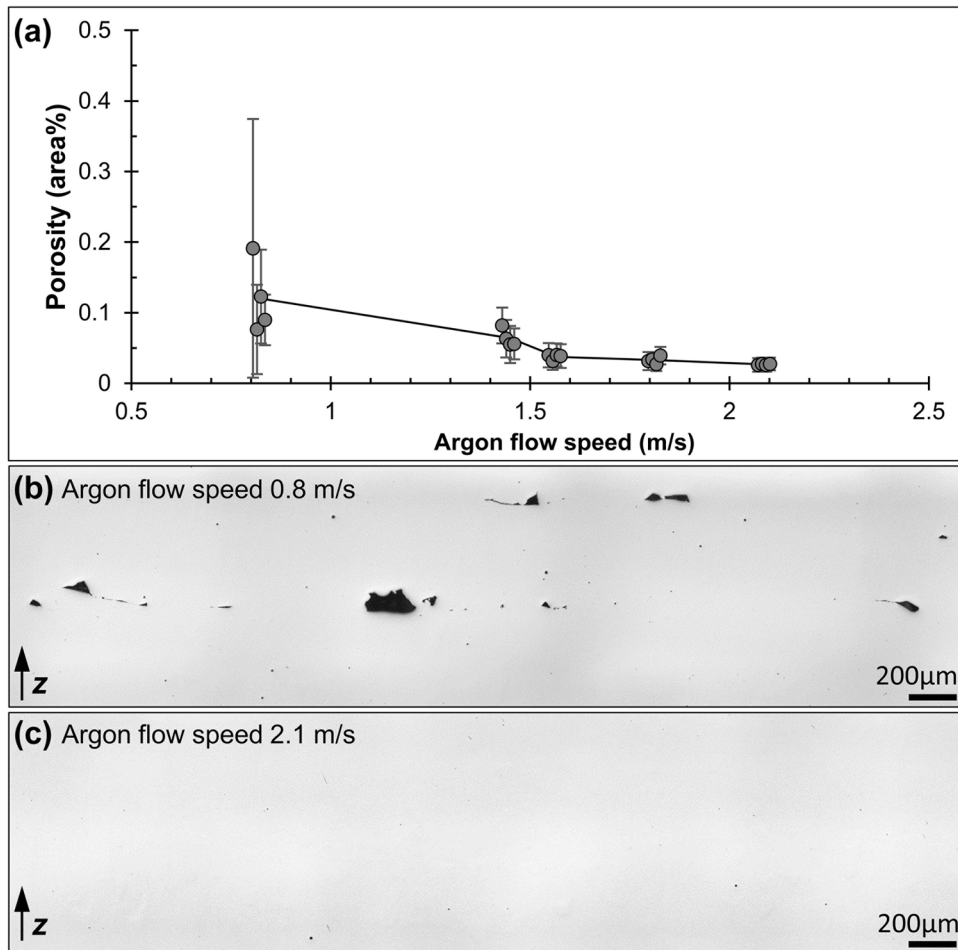 (a)
Porosity (area%)
0.5
0.4
0.3
0.2
0.1
0
0.5 1 1.5 2 2.5
Argon flow speed (m/s)
(b) Argon flow speed 0.8 m/s
z
200µm
(c) Argon flow speed 2.1 m/s
z
200µm